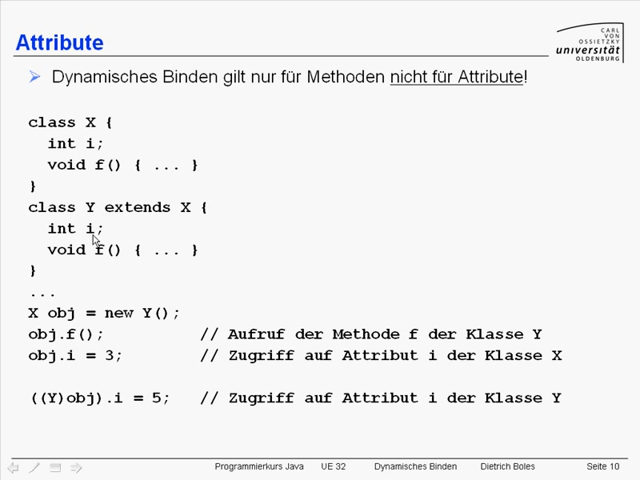 Attribute
CARL
VON
OSSIETZKY
universität
OLDENBURG
Dynamisches Binden gilt nur für Methoden nicht für Attribute!
class X {
int i;
void f() { ... }
}
class Y extends X {
int i;
void f() { ... }
}
...
X obj = new Y();
obj.f(); // Aufruf der Methode f der Klasse Y
obj.i = 3; // Zugriff auf Attribut i der Klasse X
((Y)obj).i = 5; // Zugriff auf Attribut i der Klasse Y
Programmierkurs Java UE 32 Dynamisches Binden Dietrich Boles Seite 10